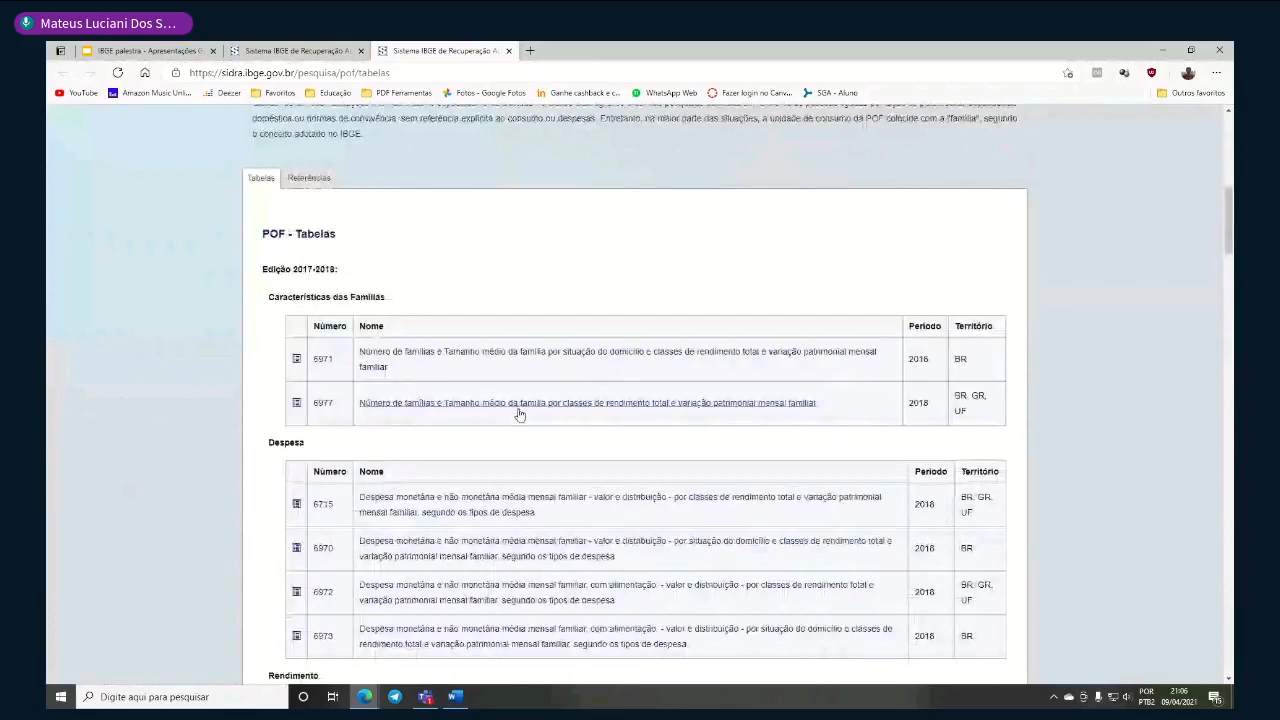 Mateus Luciani Dos S...
IBGE palestra - Apresentações G
Sistema IBGE de Recuperação Au
Sistema IBGE de Recuperação Au
https://sidra.ibge.gov.br/pesquisa/pof/tabelas
YouTube
Amazon Music Unli...
Deezer
Favoritos
Educação
PDF Ferramentas
Fotos - Google Fotos
Ganhe cashback e c...
WhatsApp Web
Fazer login no Canv...
SGA - Aluno
Outros favoritos
doméstica ou normas de convivência, sem referência explícita ao consumo ou despesas. Entretanto, na maior parte das situações, a unidade de consumo da POF coincide com a "família", segundo
o conceito adotado no IBGE.
Tabelas
Referências
POF - Tabelas
Edição 2017-2018:
Características das Famílias
Número Nome Período Território
6971 Número de famílias e Tamanho médio da família por situação do domicílio e classes de rendimento total e variação patrimonial mensal 2018 BR
familiar
6977 Número de famílias e Tamanho médio da família por classes de rendimento total e variação patrimonial mensal familiar 2018 BR, GR,
UF
Despesa
Número Nome Período Território
6715 Despesa monetária e não monetária média mensal familiar - valor e distribuição - por classes de rendimento total e variação patrimonial 2018 BR, GR,
mensal familiar, segundo os tipos de despesa UF
6970 Despesa monetária e não monetária média mensal familiar - valor e distribuição - por situação do domicílio e classes de rendimento total e 2018 BR
variação patrimonial mensal familiar, segundo os tipos de despesa
6972 Despesa monetária e não monetária média mensal familiar, com alimentação, - valor e distribuição - por classes de rendimento total e 2018 BR, GR,
variação patrimonial mensal familiar, segundo os tipos de despesa UF
6973 Despesa monetária e não monetária média mensal familiar, com alimentação, - valor e distribuição - por situação do domicílio e classes de 2018 BR
rendimento total e variação patrimonial mensal familiar, segundo os tipos de despesa.
Rendimento
Digite aqui para pesquisar
POR
PTB2
21:06
09/04/2021